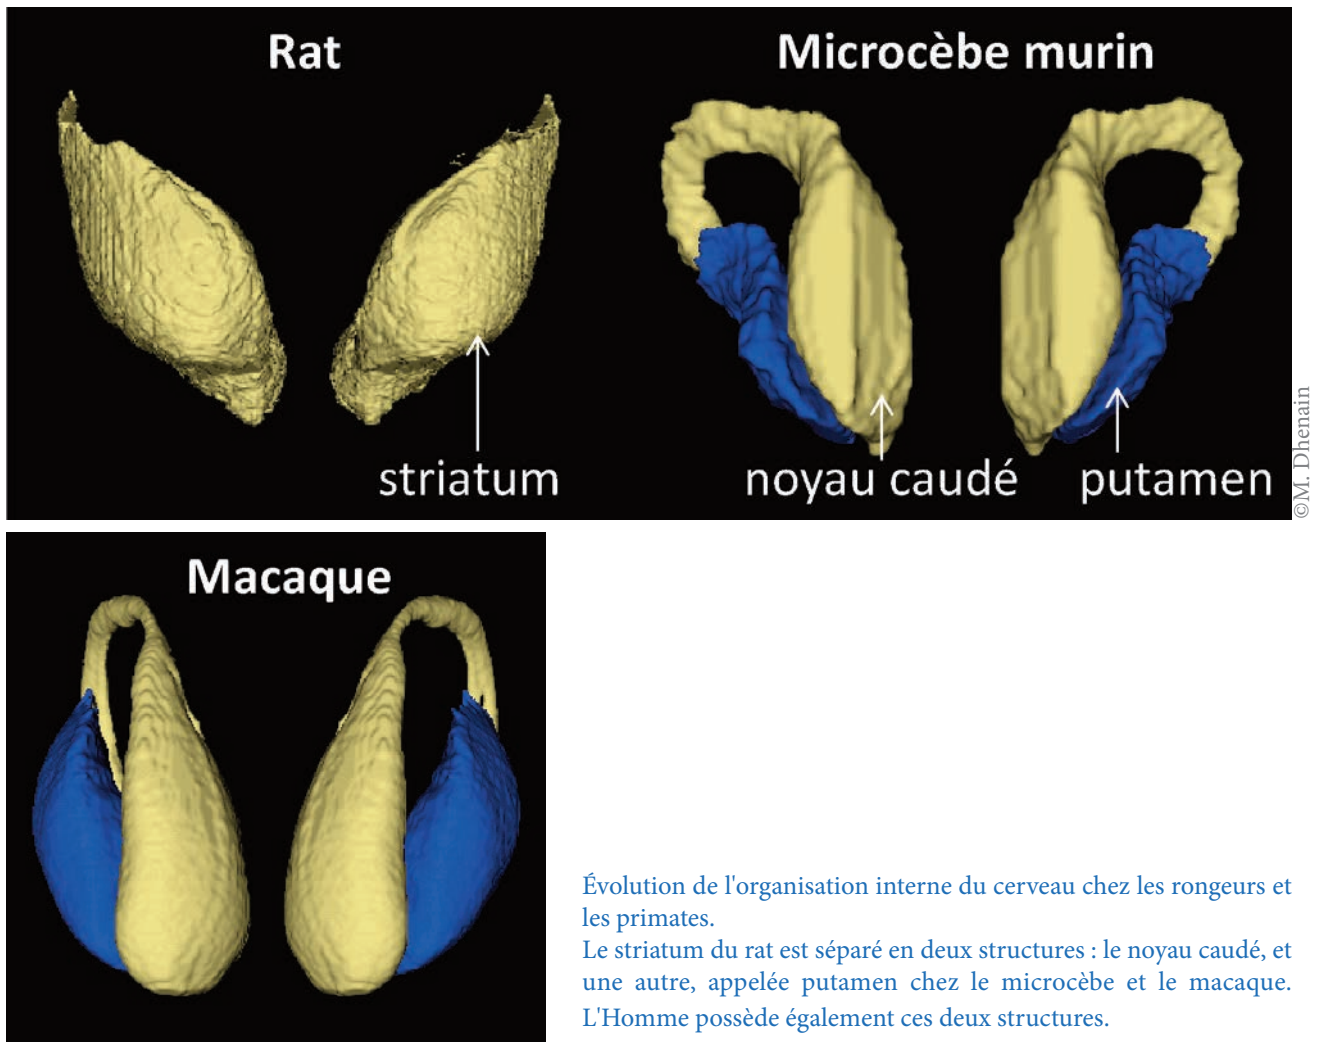 Rat
Microcèbe murin
striatum
noyau caudé
putamen
©M. Dhenain
Macaque
Évolution de l'organisation interne du cerveau chez les rongeurs et
les primates.
Le striatum du rat est séparé en deux structures : le noyau caudé, et
une autre, appelée putamen chez le microcèbe et le macaque.
L'Homme possède également ces deux structures.